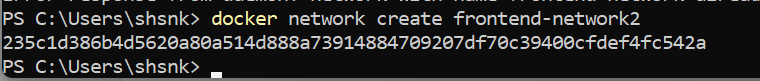 PS C:\Users\shsnk> docker network create frontend-network2
235c1d386b4d5620a80a514d888a73914884709207df70c39400cfdef4fc542a
PS C:\Users\shsnk>